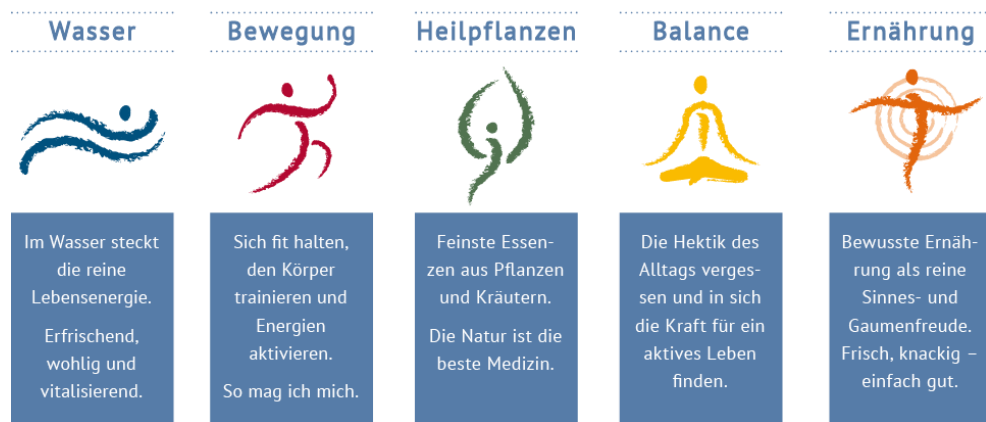 Wasser
Im Wasser steckt
die reine
Lebensenergie.
Erfrischend,
wohlig und
vitalisierend.
Bewegung
Sich fit halten,
den Körper
trainieren und
Energien
aktivieren.
So mag ich mich.
Heilpflanzen
Feinste Essen-
zen aus Pflanzen
und Kräutern.
Die Natur ist die
beste Medizin.
Balance
Die Hektik des
Alltags verges-
sen und in sich
die Kraft für ein
aktives Leben
finden.
Ernährung
Bewusste Ernäh-
rung als reine
Sinnes- und
Gaumenfreude.
Frisch, knackig –
einfach gut.